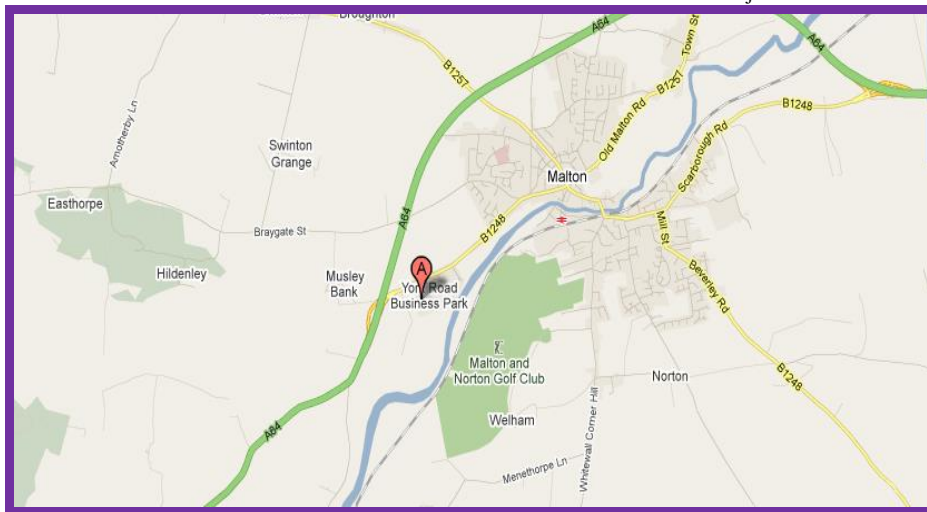 Broughton
A64
B1257
Town St
A64
B1257
Old Malton Rd
B1248
Scarborough Rd
Amotherby Ln
Swinton
Grange
Malton
Easthorpe
A64
Mill St
Braygate St
B1248
Hildenley
Musley
Bank
A
York Road
Business Park
Beverley Rd
Malton and
Norton Golf Club
Norton
B1248
Welham
A64
Whitewall Corner Hill
Menethorpe Ln